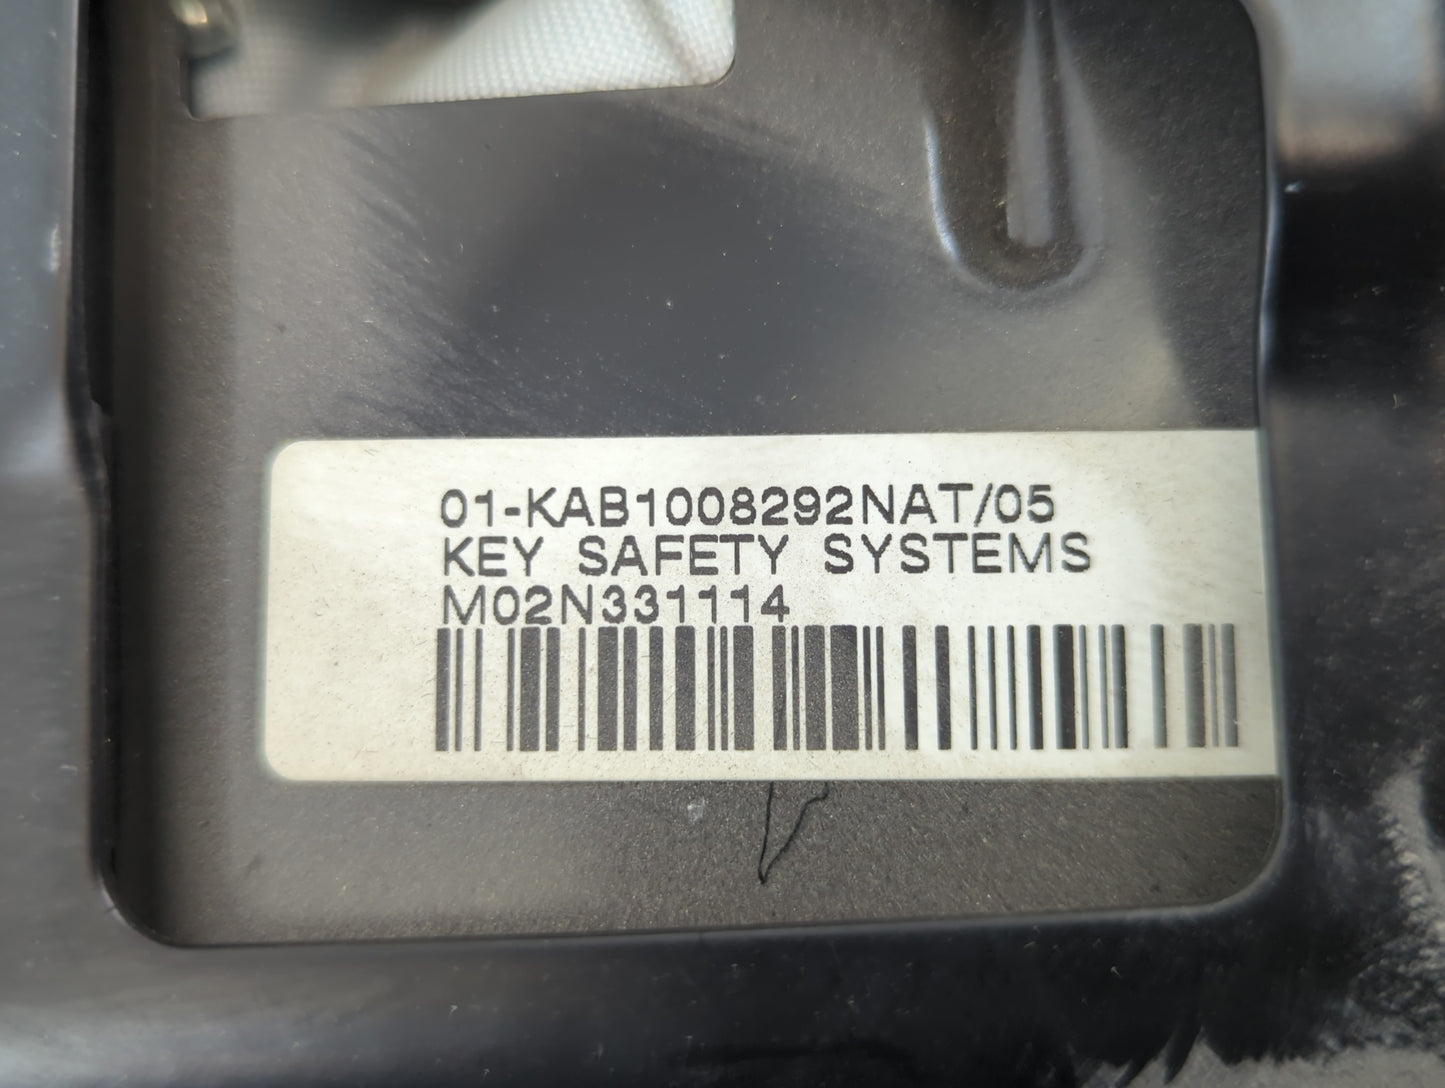 01-KAB1008292NAT/05
KEY SAFETY SYSTEMS
M02N331114